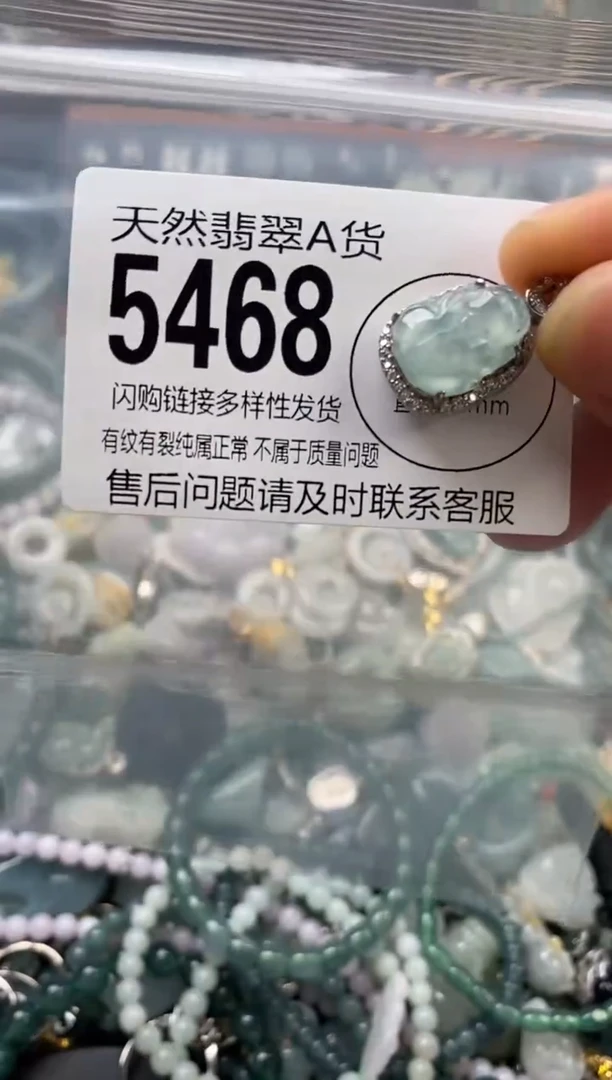 天然翡翠A货
5468
闪购链接多样性发货
mm
有纹有裂纯属正常 不属于质量问题
售后问题请及时联系客服